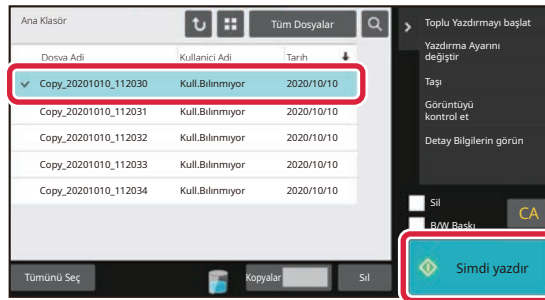 Ana Klasör
Tüm Dosyalar
Dosya Adi Kullanici Adi Tarıh
Copy_20201010_112030 Kull.Bılınmıyor 2020/10/10
Copy_20201010_112031 Kull.Bılınmıyor 2020/10/10
Copy_20201010_112032 Kull.Bılınmıyor 2020/10/10
Copy_20201010_112033 Kull.Bılınmıyor 2020/10/10
Copy_20201010_112034 Kull.Bılınmıyor 2020/10/10
Tümünü Seç
Kopyalar
Sıl
Toplu Yazdırmayı başlat
Yazdırma Ayarını
değiştir
Taşı
Görüntüyü
kontrol et
Detay Bilgilerin görün
Sil
B/W Baskı
CA
Simdi yazdır